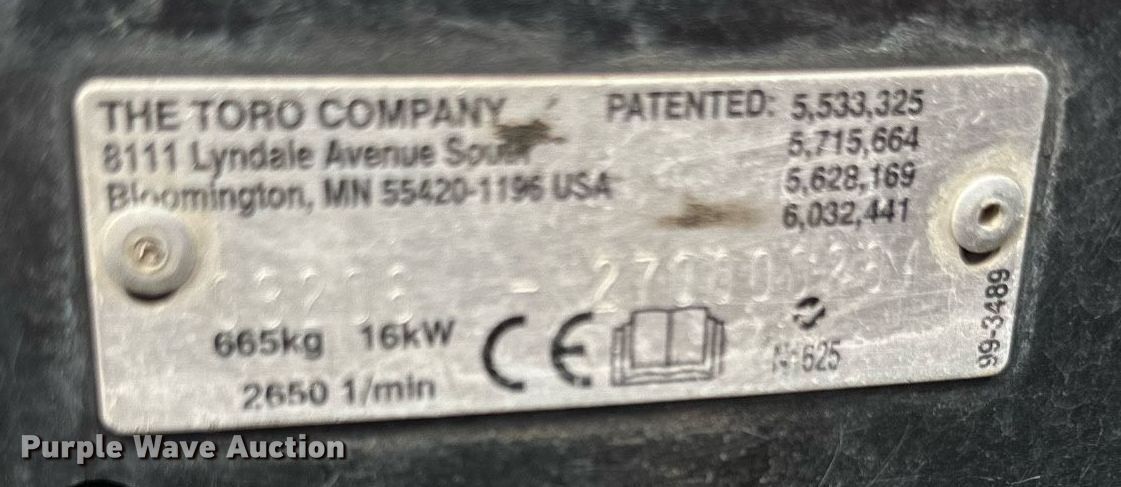 THE TORO COMPANY
8111 Lyndale Avenue South
Bloomington, MN 55420-1196 USA
PATENTED: 5,533,325
5,715,664
5,628,169
6,032,441
665kg 16kW
2650 1/min
CE
N1625
99-3489
Purple Wave Auction